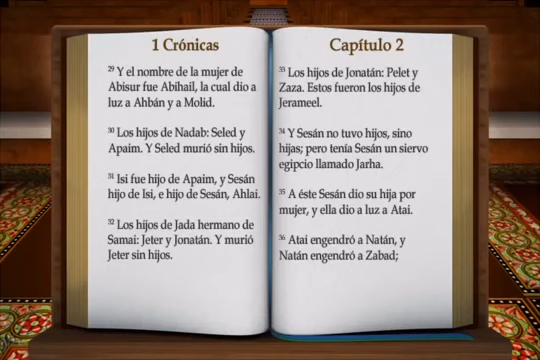 1 Crónicas
29 Y el nombre de la mujer de
Abisur fue Abihail, la cual dio a
luz a Ahbán y a Molid.
30 Los hijos de Nadab: Seled y
Apaim. Y Seled murió sin hijos.
31 Isi fue hijo de Apaim, y Sesán
hijo de Isi, e hijo de Sesán, Ahlai.
32 Los hijos de Jada hermano de
Samai: Jeter y Jonatán. Y murió
Jeter sin hijos.
Capítulo 2
33 Los hijos de Jonatán: Pelet y
Zaza. Estos fueron los hijos de
Jerameel.
34 Y Sesán no tuvo hijos, sino
hijas; pero tenía Sesán un siervo
egipcio llamado Jarha.
35 A éste Sesán dio su hija por
mujer, y ella dio a luz a Atai.
36 Atai engendró a Natán, y
Natán engendró a Zabad;